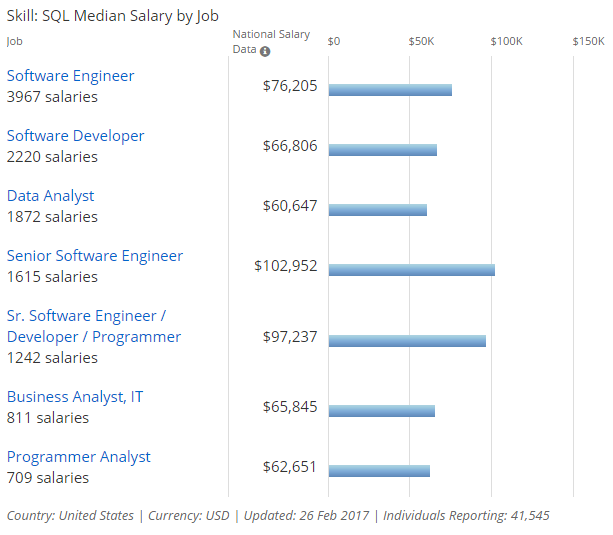 Skill: SQL Median Salary by Job
Job
National Salary
Data
$0
$50K
$100K
$150K
Software Engineer
3967 salaries
$76,205
Software Developer
2220 salaries
$66,806
Data Analyst
1872 salaries
$60,647
Senior Software Engineer
1615 salaries
$102,952
Sr. Software Engineer /
Developer / Programmer
1242 salaries
$97,237
Business Analyst, IT
811 salaries
$65,845
Programmer Analyst
709 salaries
$62,651
Country: United States | Currency: USD | Updated: 26 Feb 2017 | Individuals Reporting: 41,545